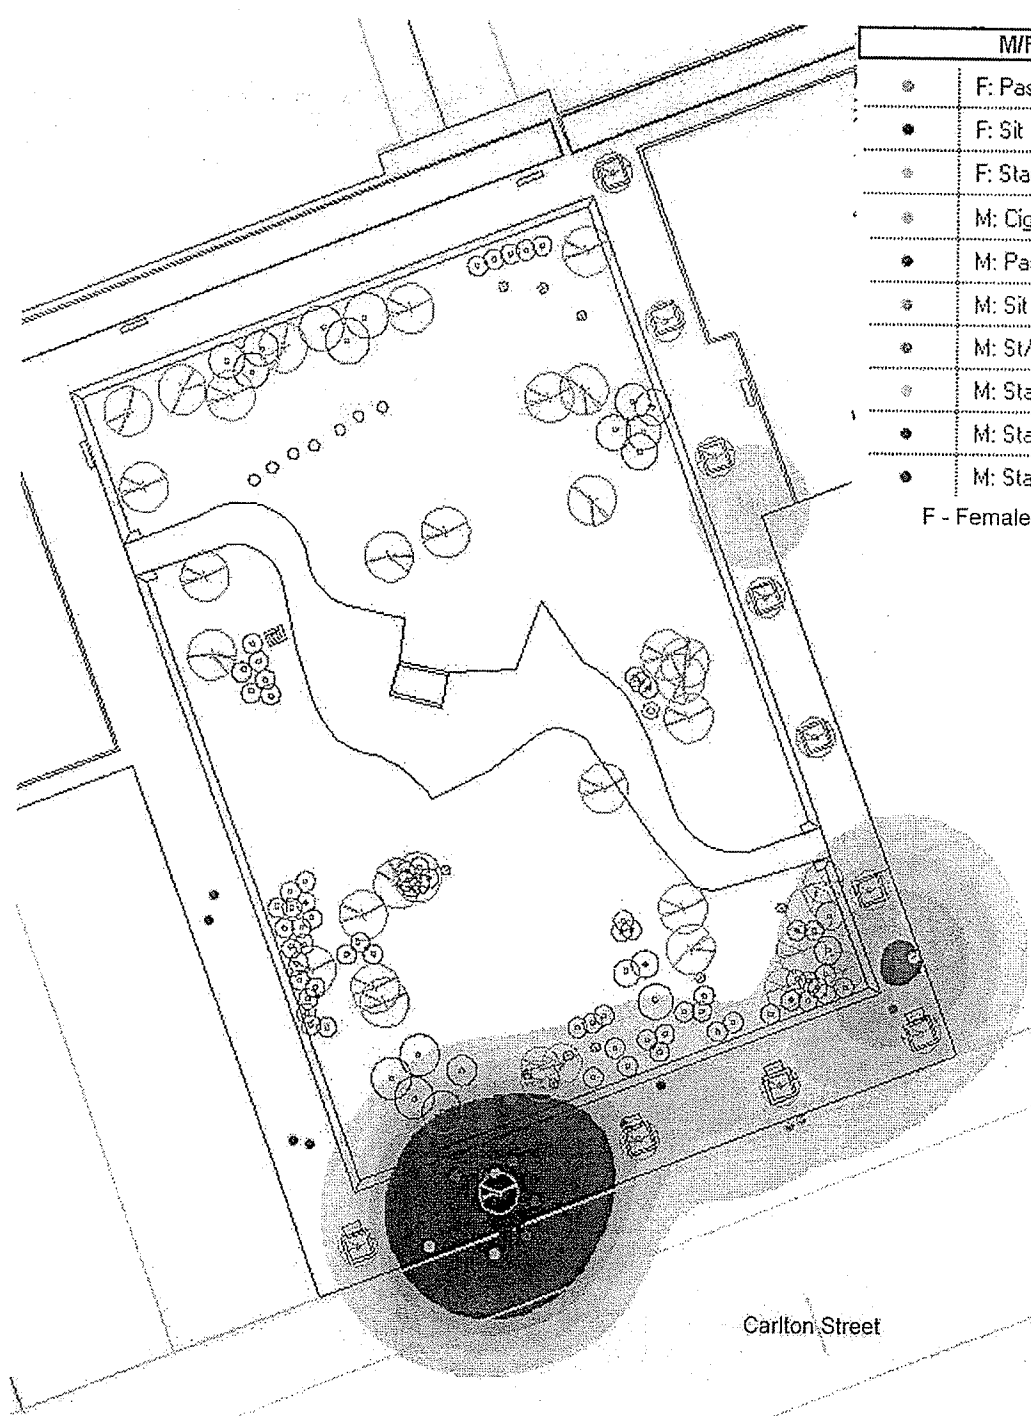 M/F
F: Pas
F: Sit
F: Sta
M: Cig
M: Pa
M: Sit
M: St/
M: Sta
M: Sta
M: Sta
F - Female
Carlton Street